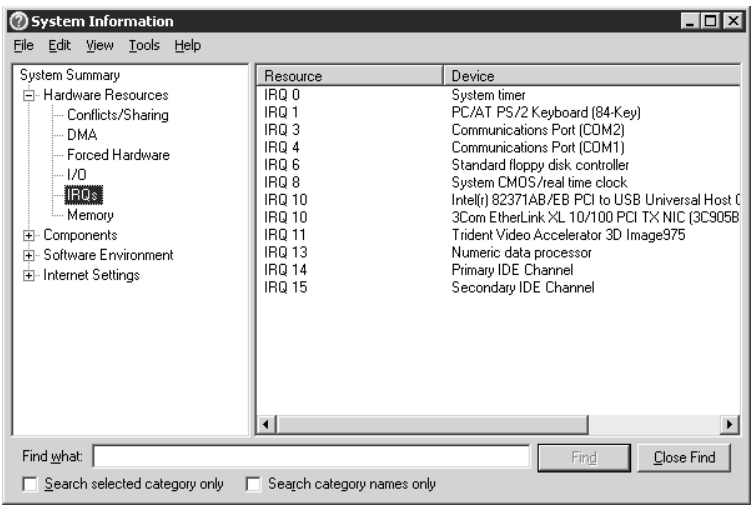 System Information
File Edit View Tools Help
System Summary
Hardware Resources
Conflicts/Sharing
DMA
Forced Hardware
I/O
IRQs
Memory
Components
Software Environment
Internet Settings
Resource Device
IRQ 0 System timer
IRQ 1 PC/AT PS/2 Keyboard (84-Key)
IRQ 3 Communications Port (COM2)
IRQ 4 Communications Port (COM1)
IRQ 6 Standard floppy disk controller
IRQ 8 System CMOS/real time clock
IRQ 10 Intel(r) 82371AB/EB PCI to USB Universal Host C
IRQ 10 3Com EtherLink XL 10/100 PCI TX NIC (3C905B
IRQ 11 Trident Video Accelerator 3D Image975
IRQ 13 Numeric data processor
IRQ 14 Primary IDE Channel
IRQ 15 Secondary IDE Channel
Find what: Find Close Find
Search selected category only Search category names only